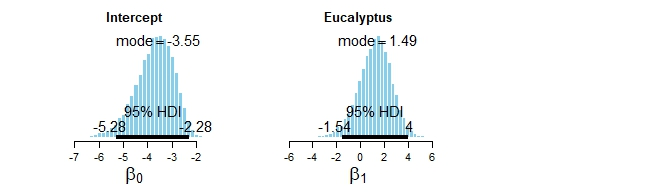 Intercept
mode = -3.55
95% HDI
-5.28 -2.28
-7 -6 -5 -4 -3 -2
β0
Eucalyptus
mode = 1.49
95% HDI
-1.54 4
-6 -4 -2 0 2 4 6
β1